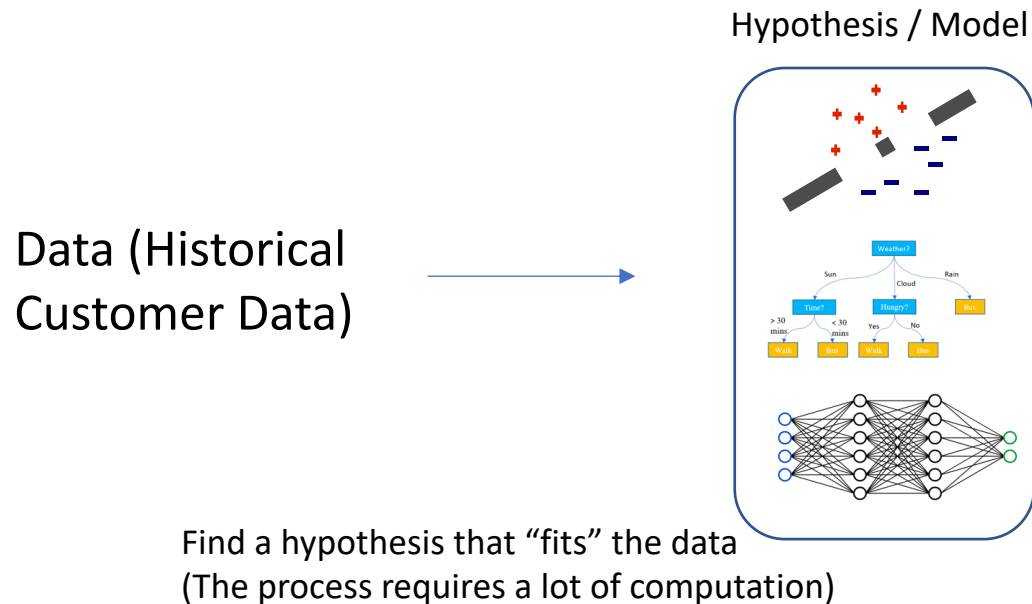 Hypothesis / Model
Data (Historical
Customer Data)
Weather?
Sun
Cloud
Rain
Time?
Hungry?
Bus
> 30
mins
< 30
mins
Yes
No
Walk
Bus
Walk
Bus
Find a hypothesis that “fits” the data
(The process requires a lot of computation)